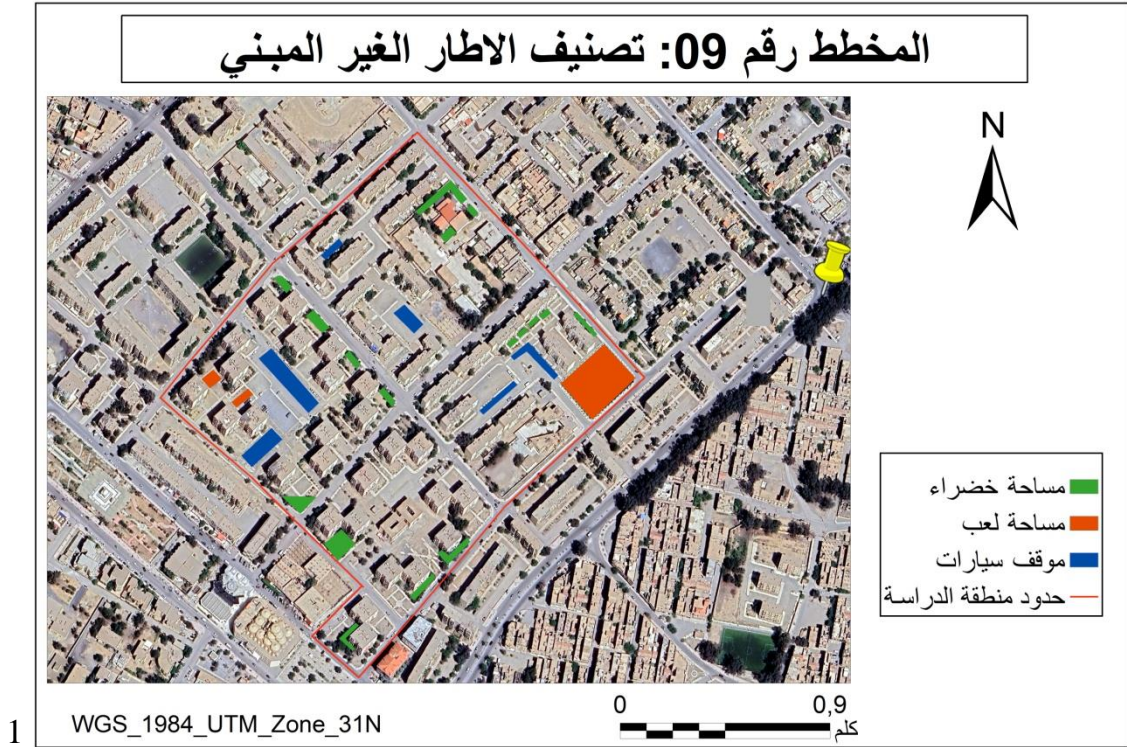 المخطط رقم 09: تصنيف الاطار الغير المبني
N
مساحة خضراء
مساحة لعب
موقف سيارات
حدود منطقة الدراسة
0 0,9
كلم
WGS_1984_UTM_Zone_31N
1